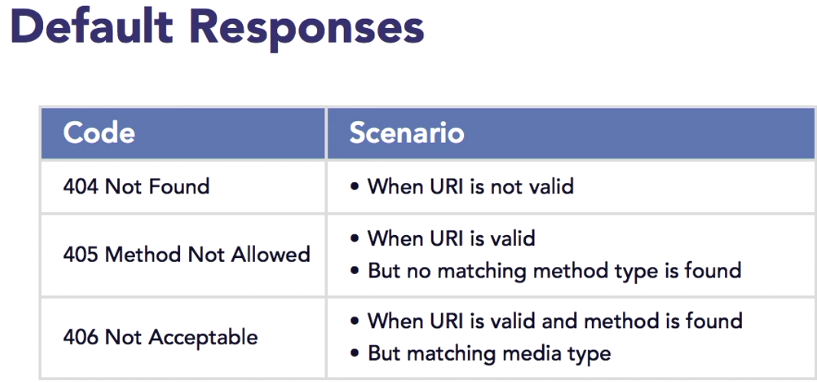 Default Responses
Code Scenario
404 Not Found • When URI is not valid
405 Method Not Allowed • When URI is valid
• But no matching method type is found
406 Not Acceptable • When URI is valid and method is found
• But matching media type